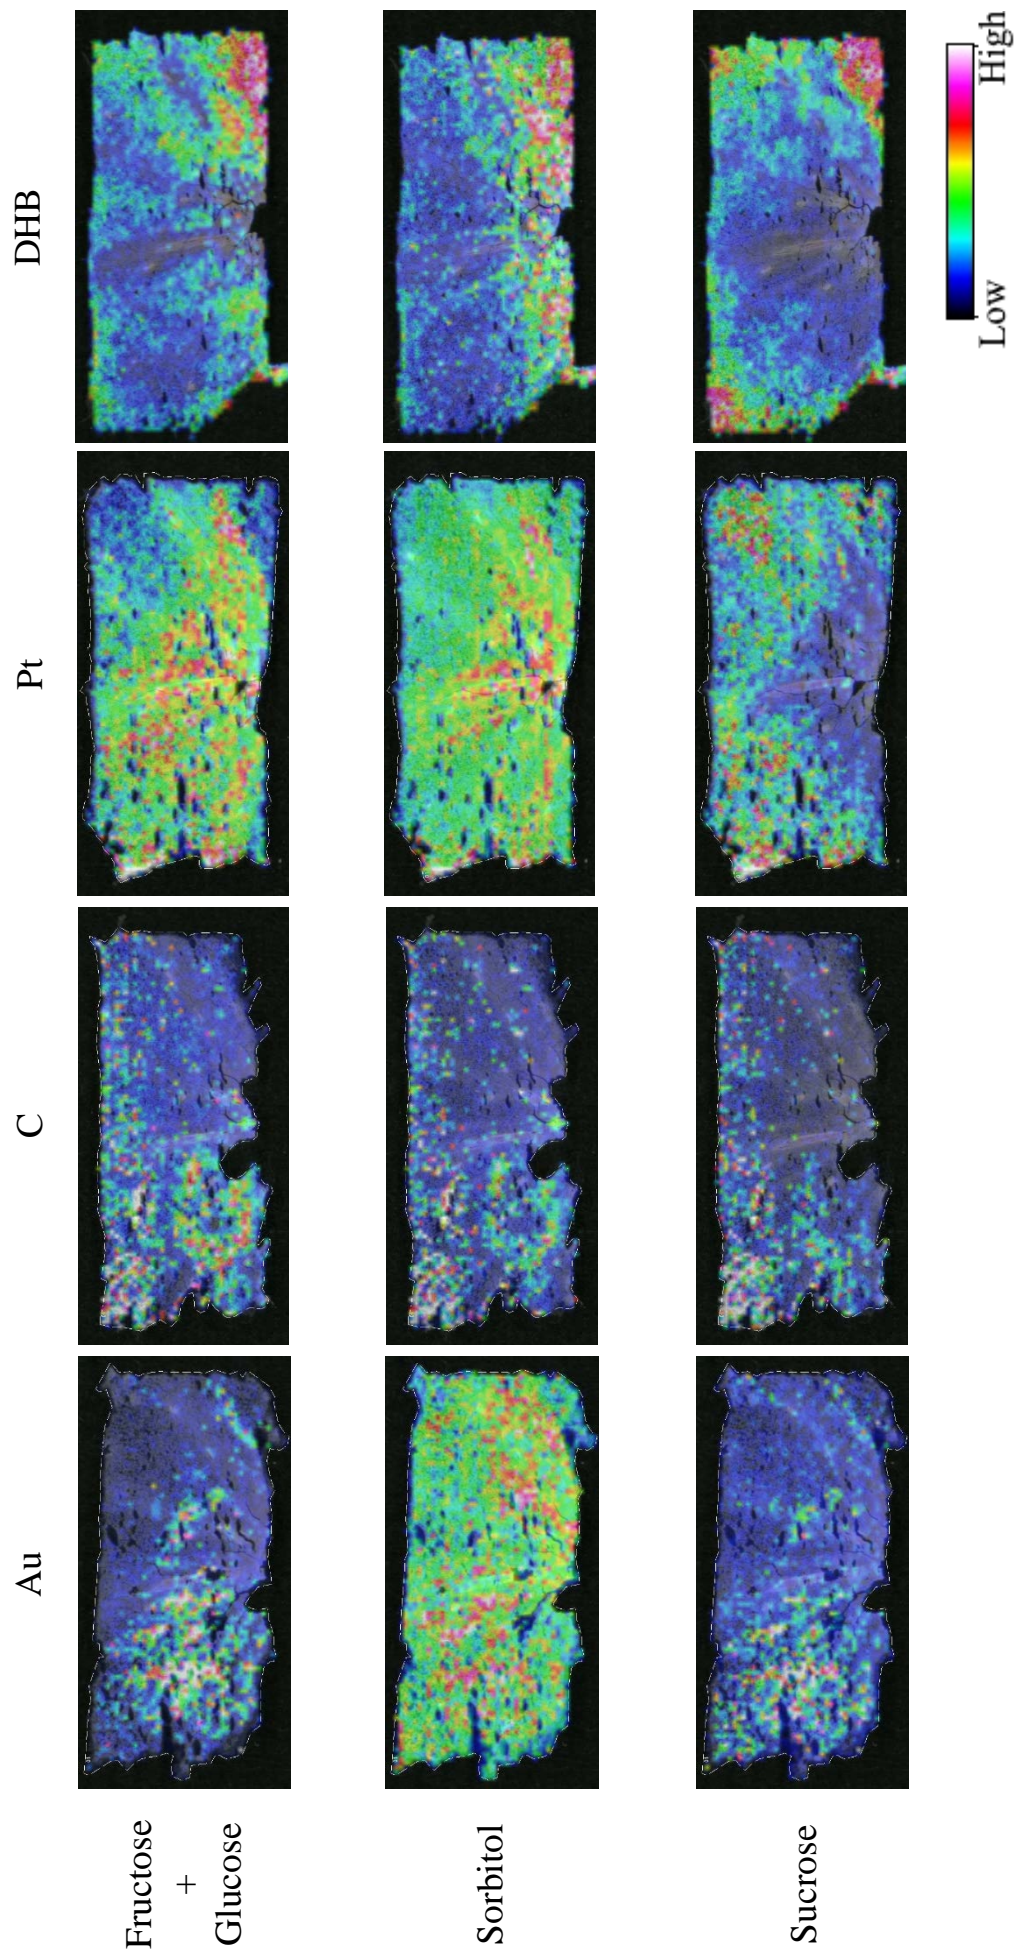 DHB
Pt
C
Au
Fructose
+
Glucose
Sorbitol
Sucrose
Low
High